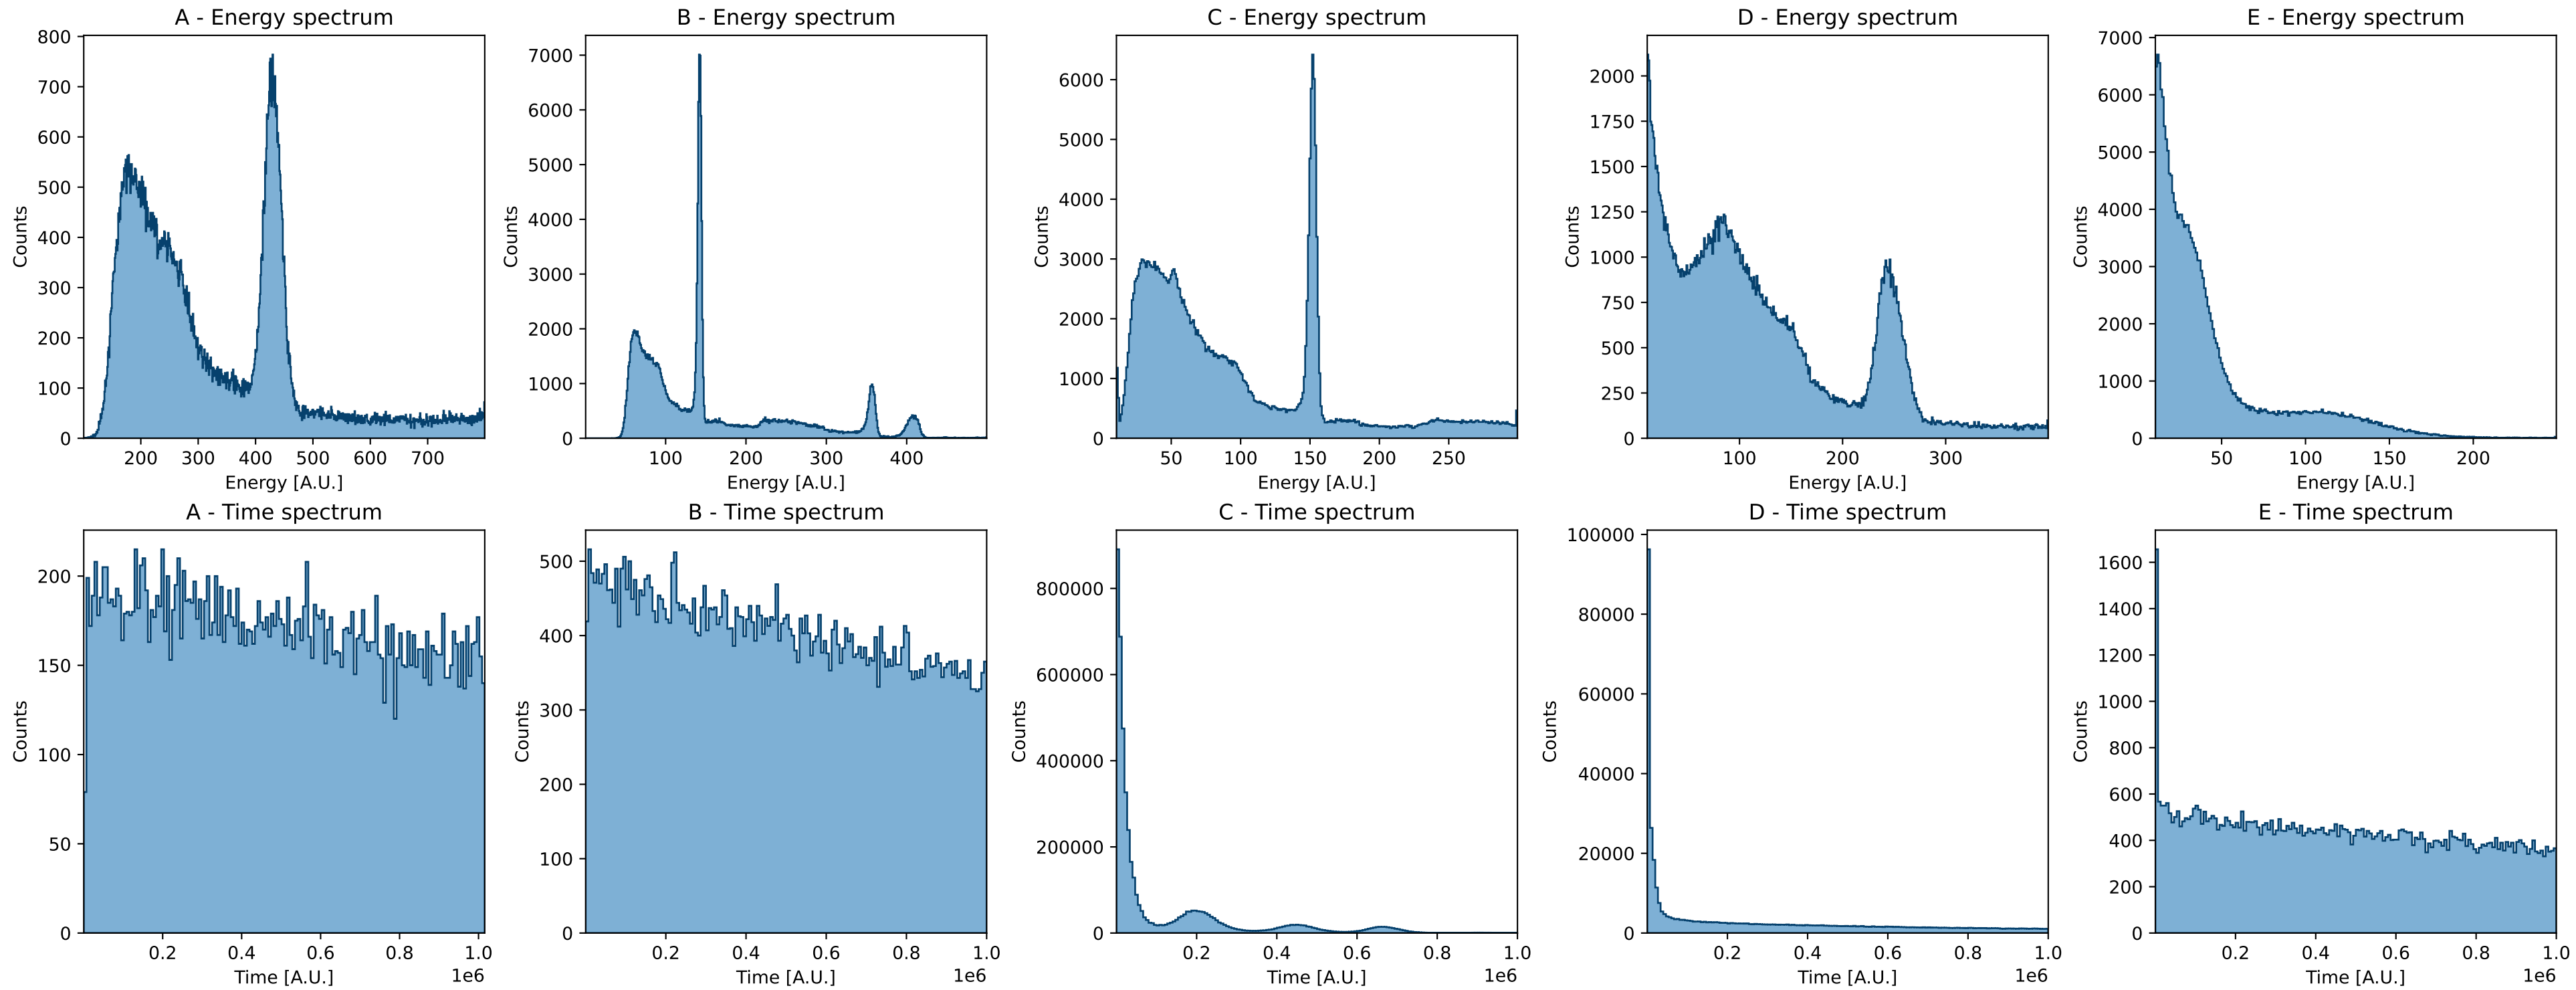 A - Energy spectrum
800
700
600
500
400
300
200
100
0
Counts
200 300 400 500 600 700
Energy [A.U.]
B - Energy spectrum
7000
6000
5000
4000
3000
2000
1000
0
Counts
100 200 300 400
Energy [A.U.]
C - Energy spectrum
6000
5000
4000
3000
2000
1000
0
Counts
50 100 150 200 250
Energy [A.U.]
D - Energy spectrum
2000
1750
1500
1250
1000
750
500
250
0
Counts
100 200 300
Energy [A.U.]
E - Energy spectrum
7000
6000
5000
4000
3000
2000
1000
0
Counts
50 100 150 200
Energy [A.U.]
A - Time spectrum
200
150
100
50
0
Counts
0.2 0.4 0.6 0.8 1.0
1e6
Time [A.U.]
B - Time spectrum
500
400
300
200
100
0
Counts
0.2 0.4 0.6 0.8 1.0
1e6
Time [A.U.]
C - Time spectrum
800000
600000
400000
200000
0
Counts
0.2 0.4 0.6 0.8 1.0
1e6
Time [A.U.]
D - Time spectrum
100000
80000
60000
40000
20000
0
Counts
0.2 0.4 0.6 0.8 1.0
1e6
Time [A.U.]
E - Time spectrum
1600
1400
1200
1000
800
600
400
200
0
Counts
0.2 0.4 0.6 0.8 1.0
1e6
Time [A.U.]